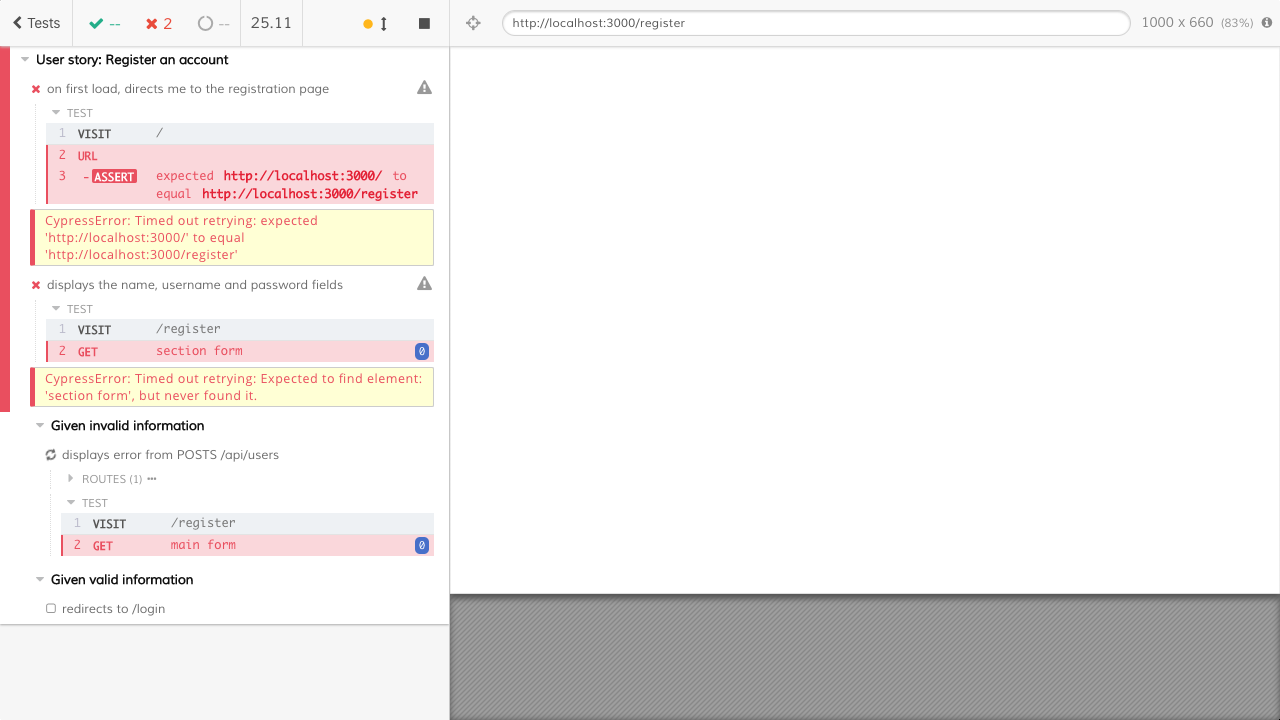 Tests
--
2
--
25.11
http://localhost:3000/register
1000 x 660 (83%)
User story: Register an account
on first load, directs me to the registration page
TEST
1 VISIT /
2 URL
3 - ASSERT expected http://localhost:3000/ to
equal http://localhost:3000/register
CypressError: Timed out retrying: expected
'http://localhost:3000/' to equal
'http://localhost:3000/register'
displays the name, username and password fields
TEST
1 VISIT /register
2 GET section form 0
CypressError: Timed out retrying: Expected to find element:
'section form', but never found it.
Given invalid information
displays error from POSTS /api/users
ROUTES (1) •••
TEST
1 VISIT /register
2 GET main form 0
Given valid information
redirects to /login